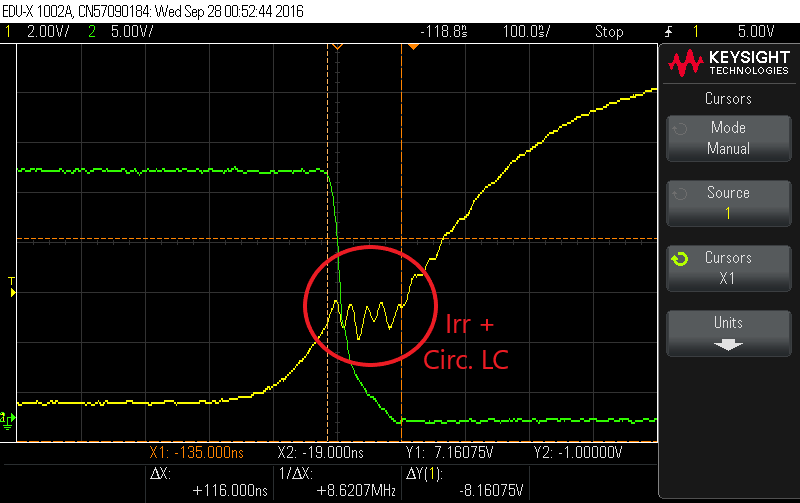 EDU-X 1002A, CN57090184: Wed Sep 28 00:52:44 2016
1 2.00V/ 2 5.00V/ -118.8ns 100.0ns/ Stop 1 5.00V
KEYSIGHT
TECHNOLOGIES
Cursors
Mode
Manual
Source
1
Cursors
X1
Units
T
Irr +
Circ. LC
X1: -135.000ns X2: -19.000ns Y1: 7.16075V Y2: -1.00000V
ΔX:
+116.000ns
1/ΔX:
+8.6207MHz
ΔY(1):
-8.16075V